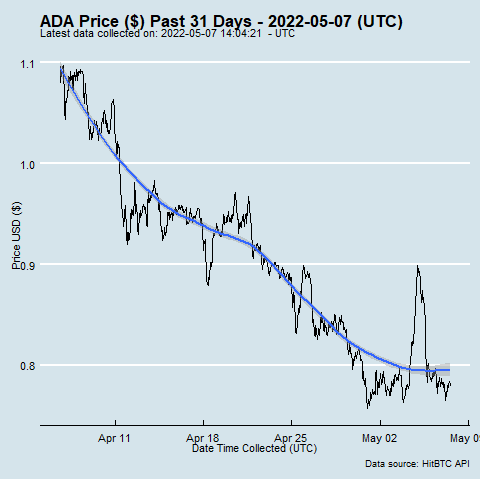 ADA Price ($) Past 31 Days - 2022-05-07 (UTC)
Latest data collected on: 2022-05-07 14:04:21  - UTC
1.1
1.0
0.9
0.8
Price USD ($)
Apr 11 Apr 18 Apr 25 May 02 May 09
Date Time Collected (UTC)
Data source: HitBTC API